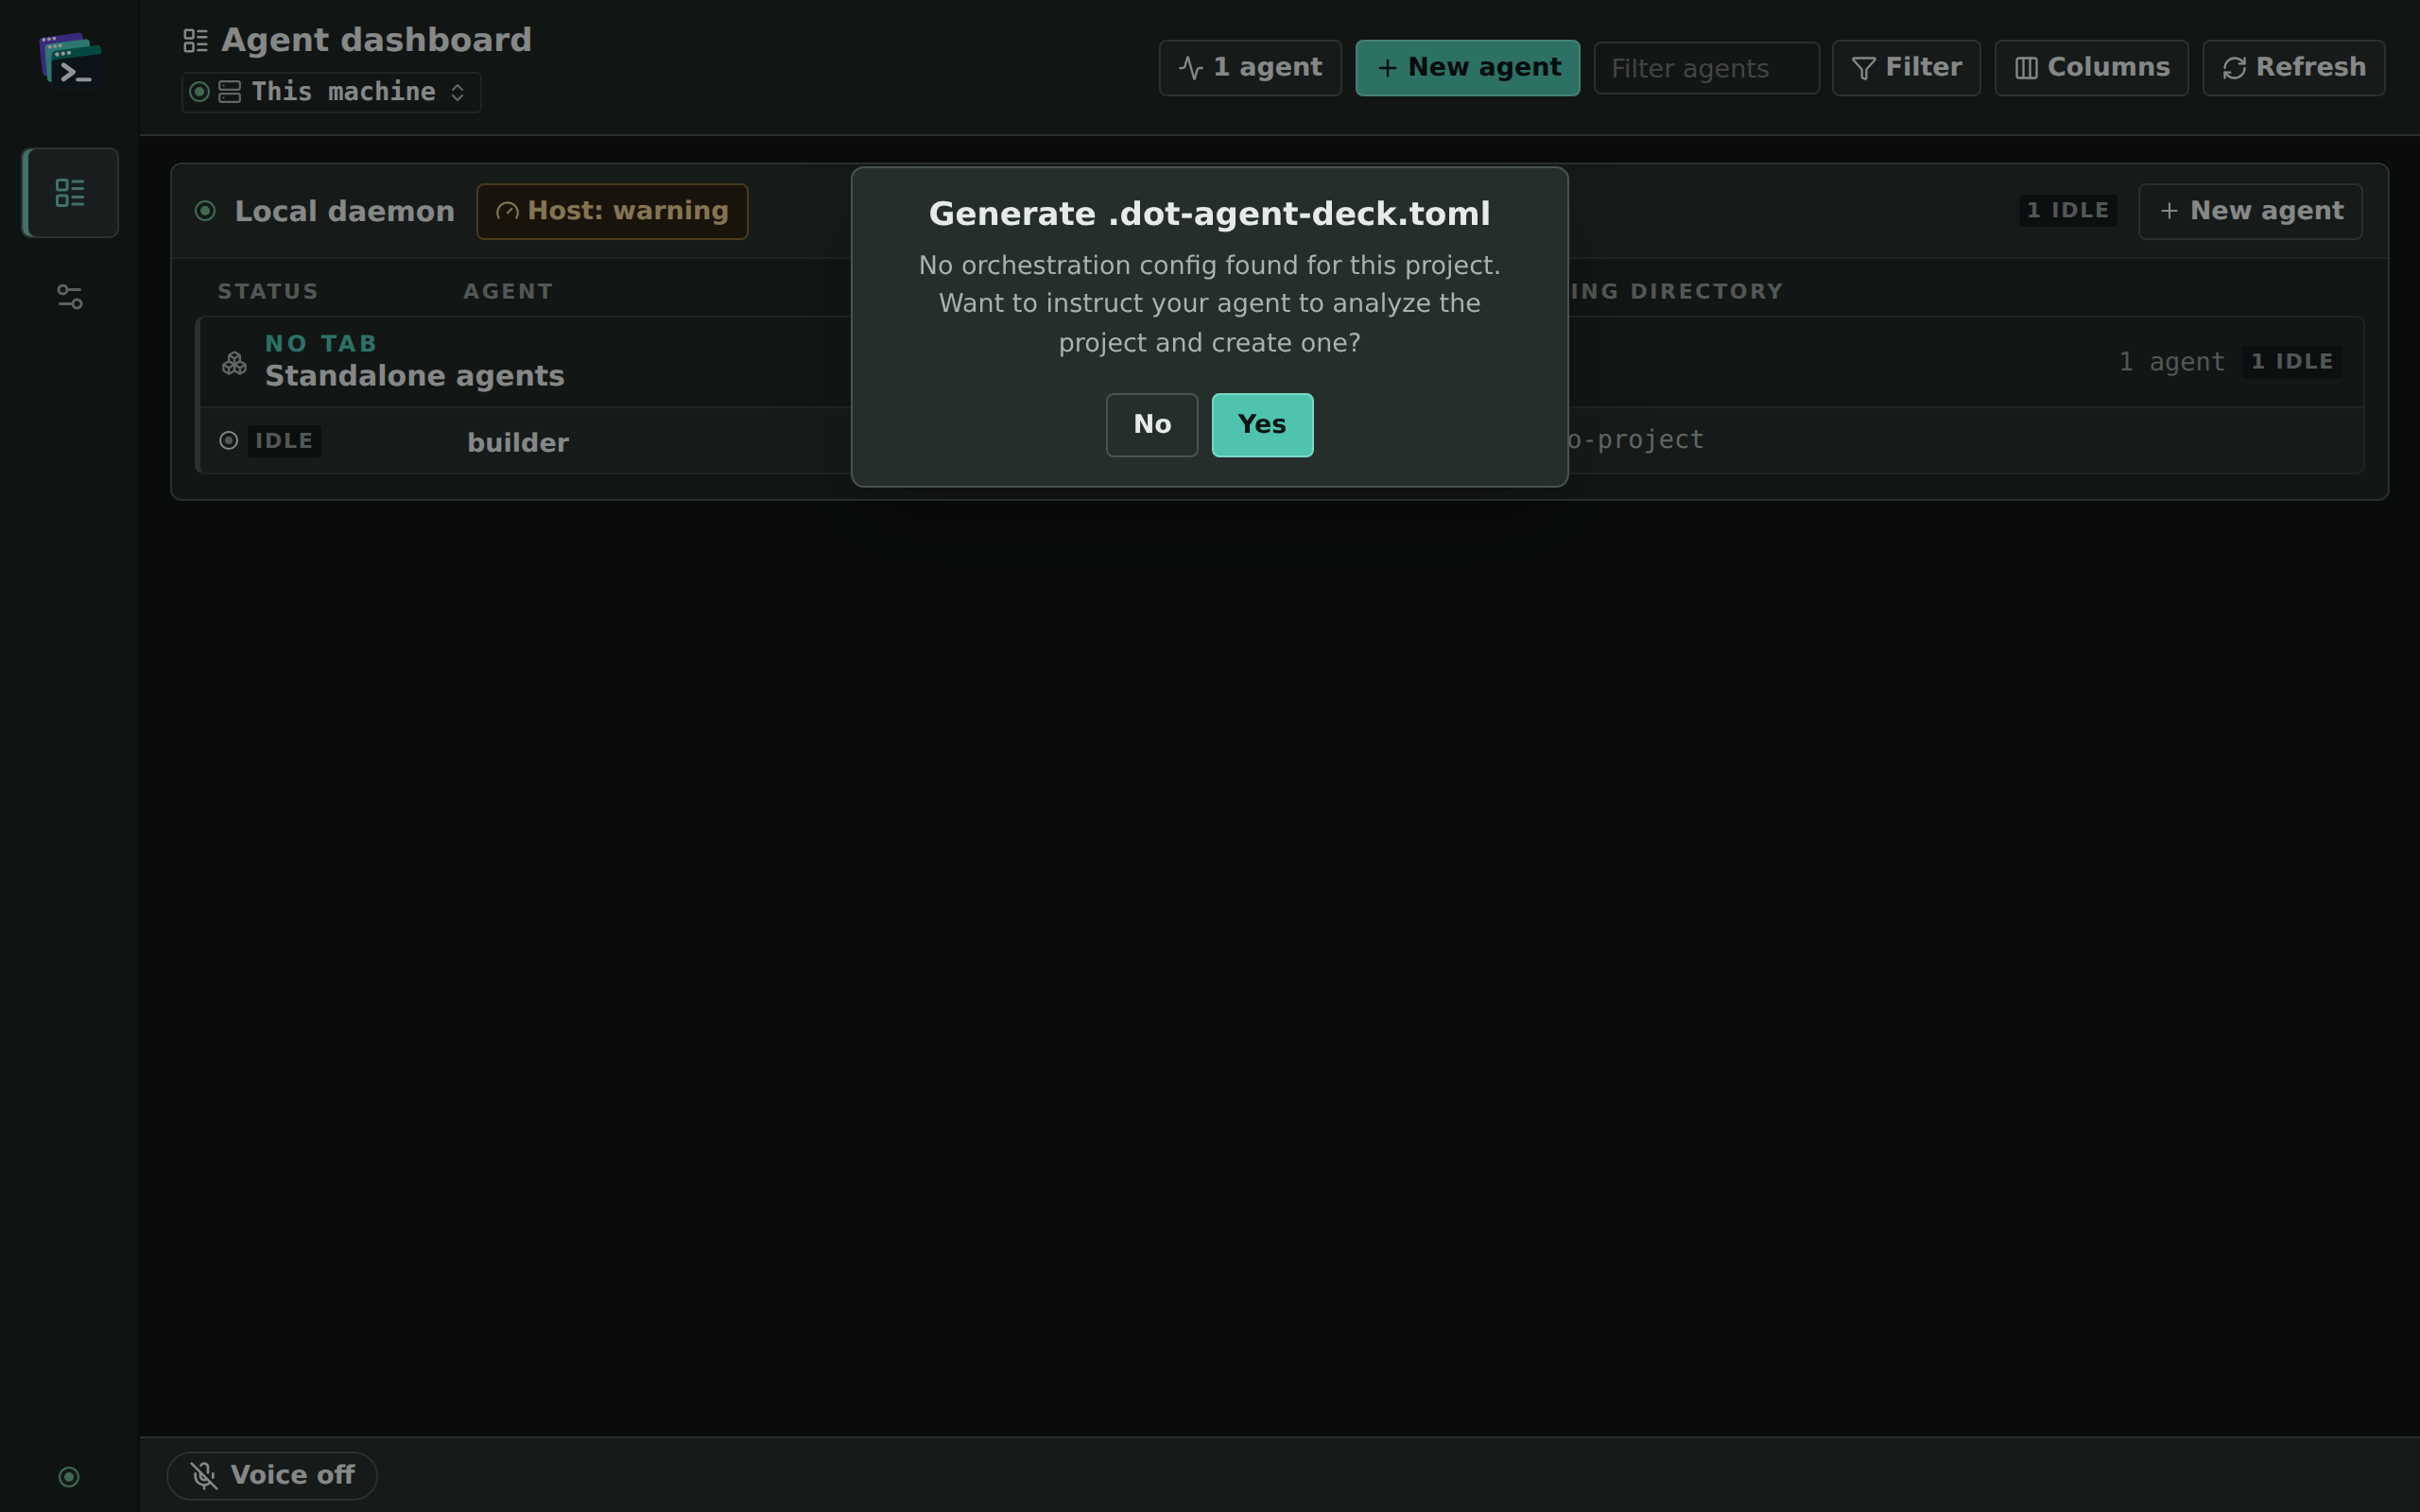 Agent dashboard
This machine
1 agent
New agent
Filter agents
Filter
Columns
Refresh
Local daemon
Host: warning
1 IDLE
New agent
Generate .dot-agent-deck.toml
No orchestration config found for this project.
Want to instruct your agent to analyze the
project and create one?
No
Yes
STATUS
AGENT
ING DIRECTORY
NO TAB
Standalone agents
1 agent
1 IDLE
IDLE
builder
o-project
Voice off